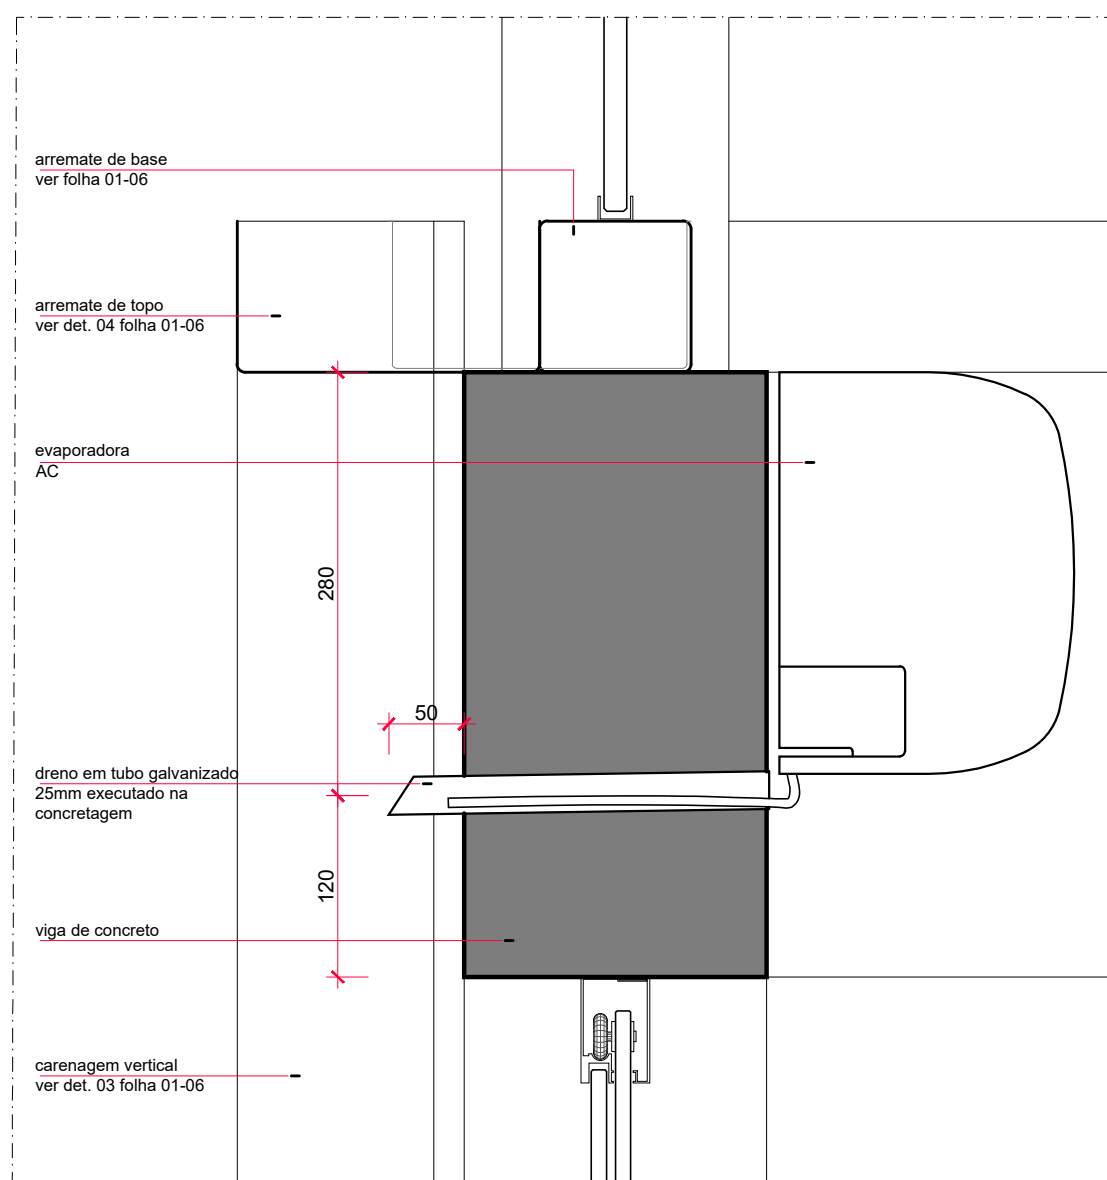 arremate de base
ver folha 01-06
arremate de topo
ver det. 04 folha 01-06
evaporadora
AC
280
50
dreno em tubo galvanizado
25mm executado na
concretagem
120
viga de concreto
carenagem vertical
ver det. 03 folha 01-06